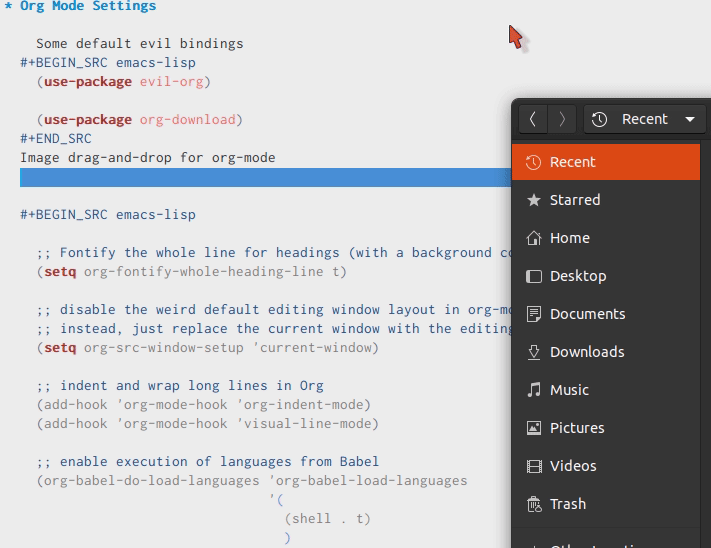 * Org Mode Settings
Some default evil bindings
#+BEGIN_SRC emacs-lisp
(use-package evil-org)
(use-package org-download)
#+END_SRC
Image drag-and-drop for org-mode
#+BEGIN_SRC emacs-lisp
;; Fontify the whole line for headings (with a background
(setq org-fontify-whole-heading-line t)
;; disable the weird default editing window layout in
;; instead, just replace the current window with the editing
(setq org-src-window-setup 'current-window)
;; indent and wrap long lines in Org
(add-hook 'org-mode-hook 'org-indent-mode)
(add-hook 'org-mode-hook 'visual-line-mode)
;; enable execution of languages from Babel
(org-babel-do-load-languages 'org-babel-load-languages
'(
(shell . t)
)
Recent
Recent
Starred
Home
Desktop
Documents
Downloads
Music
Pictures
Videos
Trash